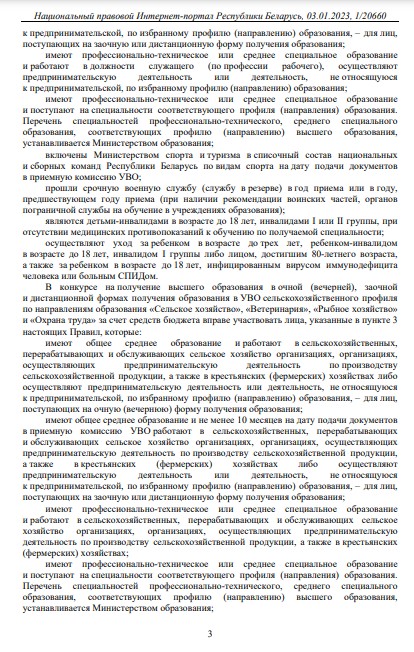 Национальный правовой Интернет-портал Республики Беларусь, 03.01.2023, 1/20660
к предпринимательской, по избранному профилю (направлению) образования, – для лиц,
поступающих на заочную или дистанционную форму получения образования;
имеют профессионально-техническое или среднее специальное образование
и работают в должности служащего (по профессии рабочего), осуществляют
предпринимательскую деятельность или деятельность, не относящуюся
к предпринимательской, по избранному профилю (направлению) образования;
имеют профессионально-техническое или среднее специальное образование
и поступают на специальности соответствующего профиля (направления) образования.
Перечень специальностей профессионально-технического, среднего специального
образования, соответствующих профилю (направлению) высшего образования,
устанавливается Министерством образования;
включены Министерством спорта и туризма в списочный состав национальных
и сборных команд Республики Беларусь по видам спорта на дату подачи документов
в приемную комиссию УВО;
прошли срочную военную службу (службу в резерве) в год приема или в году,
предшествующем году приема (при наличии рекомендации воинских частей, органов
пограничной службы на обучение в учреждениях образования);
являются детьми-инвалидами в возрасте до 18 лет, инвалидами I или II группы, при
отсутствии медицинских противопоказаний к обучению по получаемой специальности;
осуществляют уход за ребенком в возрасте до трех лет, ребенком-инвалидом
в возрасте до 18 лет, инвалидом I группы либо лицом, достигшим 80-летнего возраста,
а также за ребенком в возрасте до 18 лет, инфицированным вирусом иммунодефицита
человека или больным СПИДом.
В конкурсе на получение высшего образования в очной (вечерней), заочной
и дистанционной формах получения образования в УВО сельскохозяйственного профиля
по направлениям образования «Сельское хозяйство», «Ветеринария», «Рыбное хозяйство»
и «Охрана труда» за счет средств бюджета вправе участвовать лица, указанные в пункте 3
настоящих Правил, которые:
имеют общее среднее образование и работают в сельскохозяйственных,
перерабатывающих и обслуживающих сельское хозяйство организациях, организациях,
осуществляющих предпринимательскую деятельность по производству
сельскохозяйственной продукции, а также в крестьянских (фермерских) хозяйствах либо
осуществляют предпринимательскую деятельность или деятельность, не относящуюся
к предпринимательской, по избранному профилю (направлению) образования, – для лиц,
поступающих на очную (вечернюю) форму получения образования;
имеют общее среднее образование и не менее 10 месяцев на дату подачи документов
в приемную комиссию УВО работают в сельскохозяйственных, перерабатывающих
и обслуживающих сельское хозяйство организациях, организациях, осуществляющих
предпринимательскую деятельность по производству сельскохозяйственной продукции,
а также в крестьянских (фермерских) хозяйствах либо осуществляют
предпринимательскую деятельность или деятельность, не относящуюся
к предпринимательской, по избранному профилю (направлению) образования, – для лиц,
поступающих на заочную или дистанционную форму получения образования;
имеют профессионально-техническое или среднее специальное образование
и работают в сельскохозяйственных, перерабатывающих и обслуживающих сельское
хозяйство организациях, организациях, осуществляющих предпринимательскую
деятельность по производству сельскохозяйственной продукции, а также в крестьянских
(фермерских) хозяйствах;
имеют профессионально-техническое или среднее специальное образование
и поступают на специальности соответствующего профиля (направления) образования.
Перечень специальностей профессионально-технического, среднего специального
образования, соответствующих профилю (направлению) высшего образования,
устанавливается Министерством образования;
3